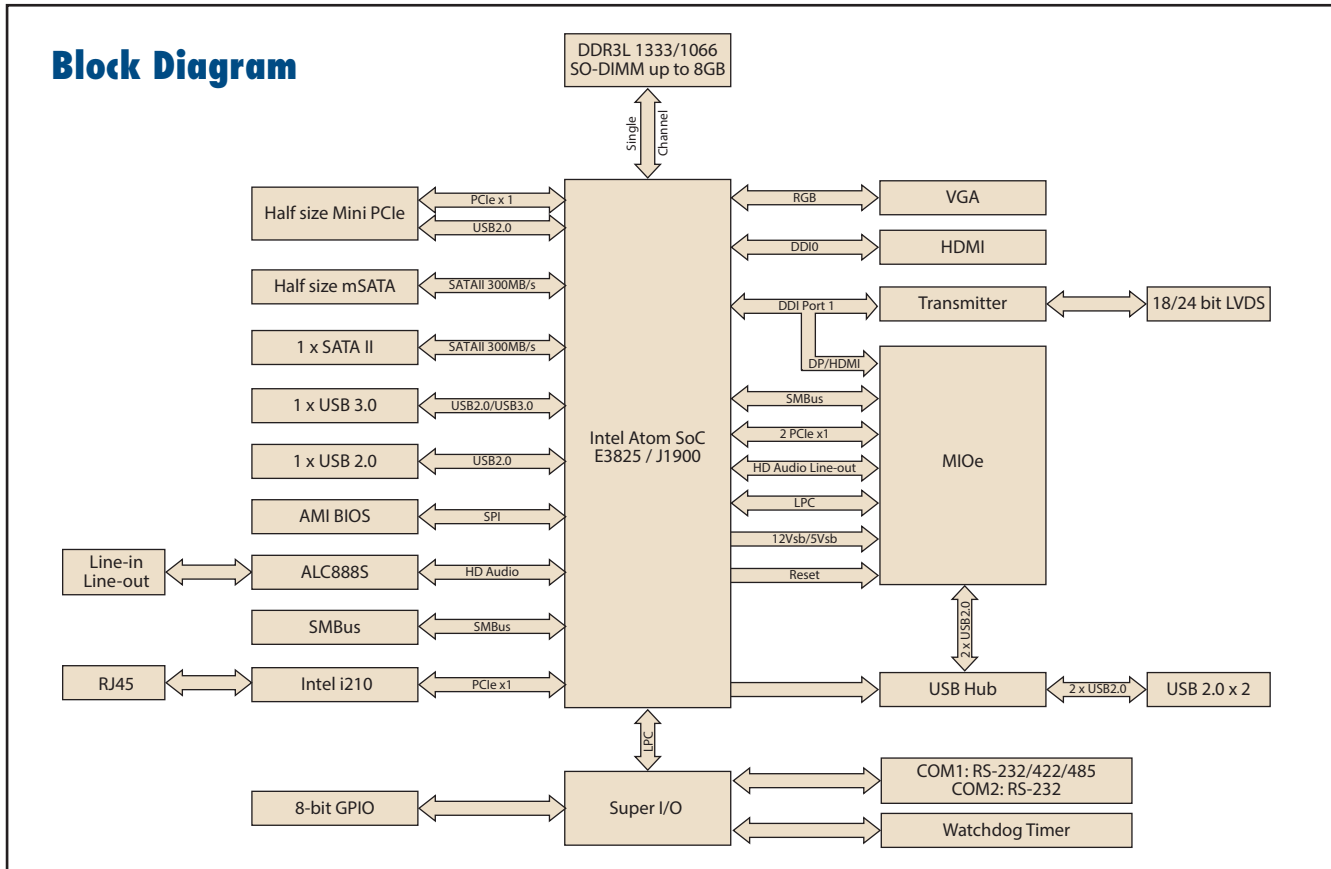 Block Diagram
DDR3L 1333/1066
SO-DIMM up to 8GB
Single
Channel
Half size Mini PCIe
PCIe x 1
USB2.0
Half size mSATA
SATAII 300MB/s
1 x SATA II
SATAII 300MB/s
1 x USB 3.0
USB2.0/USB3.0
1 x USB 2.0
USB2.0
AMI BIOS
SPI
Line-in
Line-out
ALC888S
HD Audio
SMBus
SMBus
RJ45
Intel i210
PCIe x1
Intel Atom SoC
E3825 / J1900
RGB
VGA
DDI0
HDMI
DDI Port 1
Transmitter
18/24 bit LVDS
DP/HDMI
SMBus
2 PCIe x1
HD Audio Line-out
LPC
12Vsb/5Vsb
Reset
MIOe
2 x USB2.0
USB Hub
2 x USB2.0
USB 2.0 x 2
LPC
8-bit GPIO
Super I/O
COM1: RS-232/422/485
COM2: RS-232
Watchdog Timer